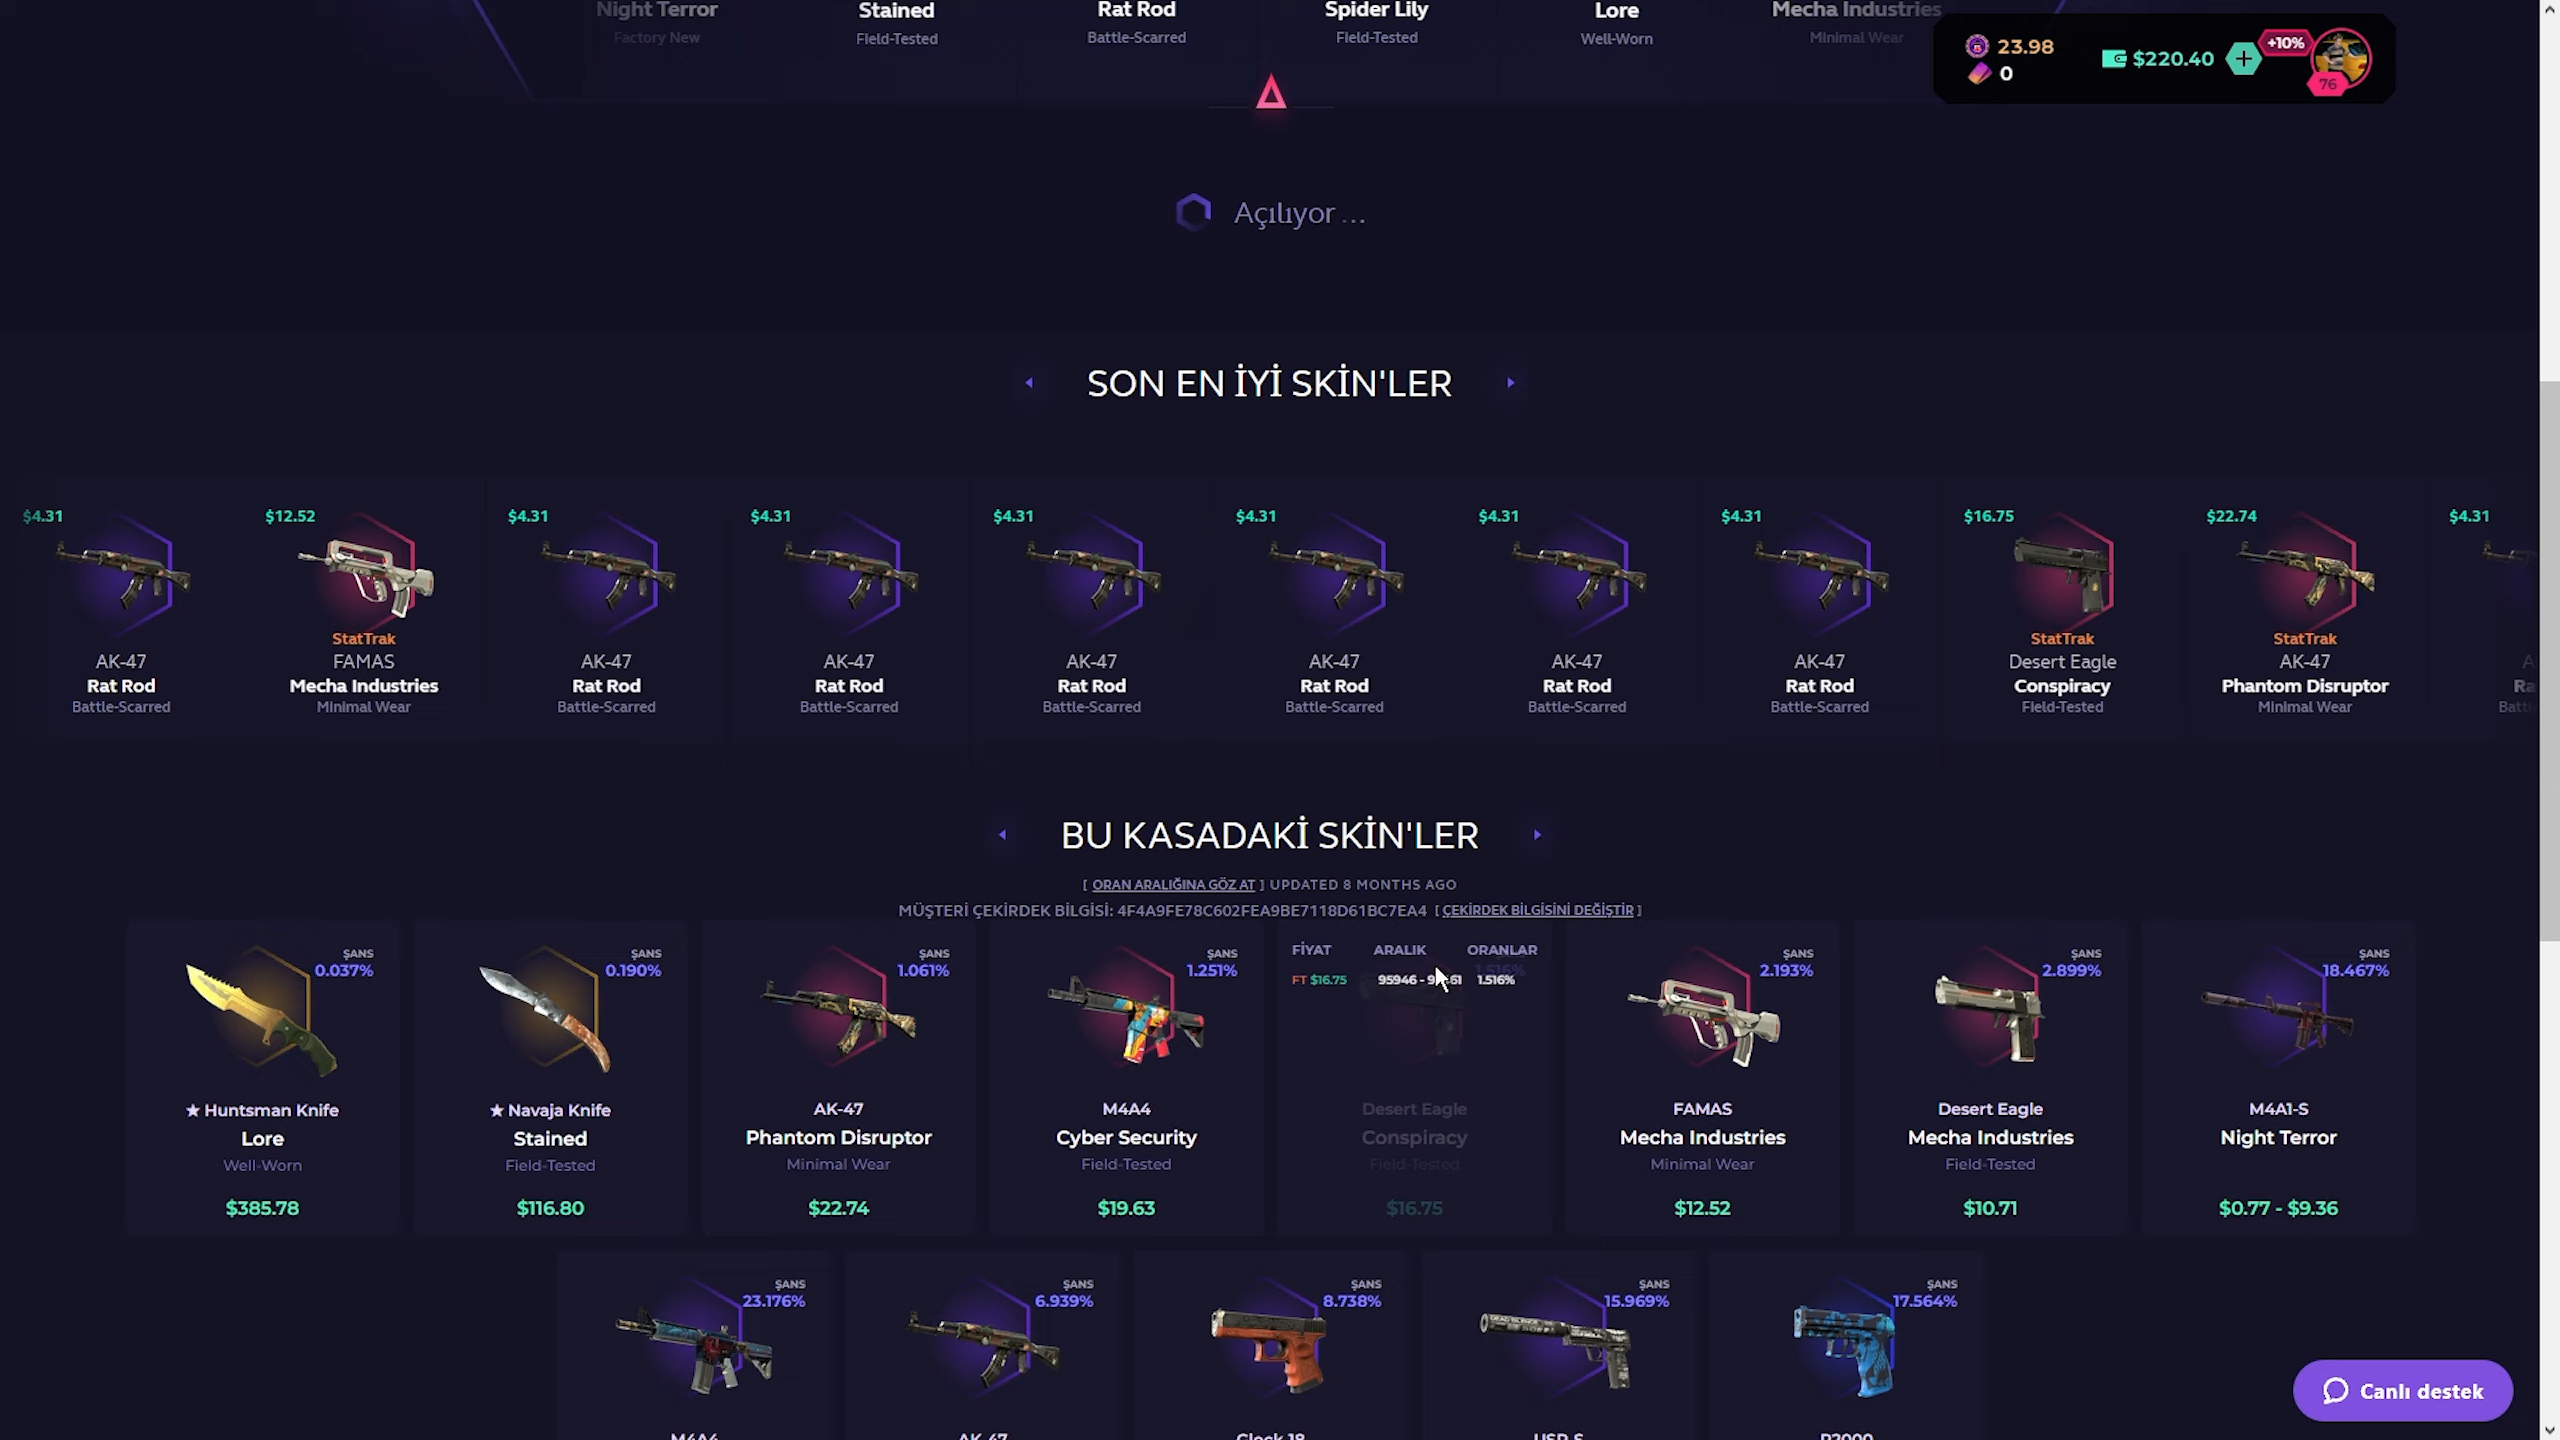 Night Terror
Factory New
Stained
Field-Tested
Rat Rod
Battle-Scarred
Spider Lily
Field-Tested
Lore
Well-Worn
Mecha Industries
Minimal Wear
23.98
0
$220.40
+
+10%
76
Açılıyor ...
SON EN İYİ SKİN'LER
$4.31
AK-47
Rat Rod
Battle-Scarred
$12.52
StatTrak
FAMAS
Mecha Industries
Minimal Wear
$4.31
AK-47
Rat Rod
Battle-Scarred
$4.31
AK-47
Rat Rod
Battle-Scarred
$4.31
AK-47
Rat Rod
Battle-Scarred
$4.31
AK-47
Rat Rod
Battle-Scarred
$4.31
AK-47
Rat Rod
Battle-Scarred
$4.31
AK-47
Rat Rod
Battle-Scarred
$16.75
StatTrak
Desert Eagle
Conspiracy
Field-Tested
$22.74
StatTrak
AK-47
Phantom Disruptor
Minimal Wear
$4.31
BU KASADAKİ SKİN'LER
[ ORAN ARALIĞINA GÖZ AT ] UPDATED 8 MONTHS AGO
MÜŞTERİ ÇEKİRDEK BİLGİSİ: 4F4A9FE78C602FEA9BE7118D61BC7EA4 [ ÇEKİRDEK BİLGİSİNİ DEĞİŞTİR ]
ŞANS
0.037%
★ Huntsman Knife
Lore
Well-Worn
$385.78
ŞANS
0.190%
★ Navaja Knife
Stained
Field-Tested
$116.80
ŞANS
1.061%
AK-47
Phantom Disruptor
Minimal Wear
$22.74
ŞANS
1.251%
M4A4
Cyber Security
Field-Tested
$19.63
FİYAT ARALIK ORANLAR
1.516%
FT $16.75 95946 - 1.516%
Desert Eagle
Conspiracy
Field-Tested
$16.75
ŞANS
2.193%
FAMAS
Mecha Industries
Minimal Wear
$12.52
ŞANS
2.899%
Desert Eagle
Mecha Industries
Field-Tested
$10.71
ŞANS
18.467%
M4A1-S
Night Terror
$0.77 - $9.36
ŞANS
23.176%
M4A4
ŞANS
6.939%
AK-47
ŞANS
8.738%
Glock-18
ŞANS
15.969%
USP-S
ŞANS
17.564%
P2000
Canlı destek